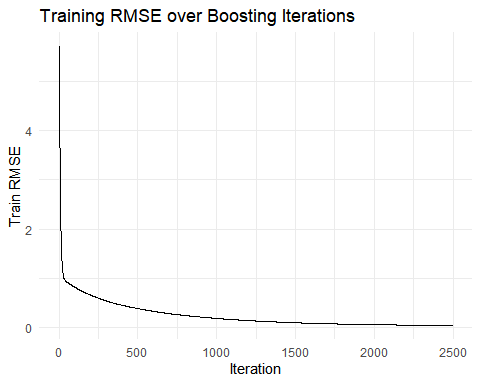 Training RMSE over Boosting Iterations
Train RMSE
4
2
0
0 500 1000 1500 2000 2500
Iteration